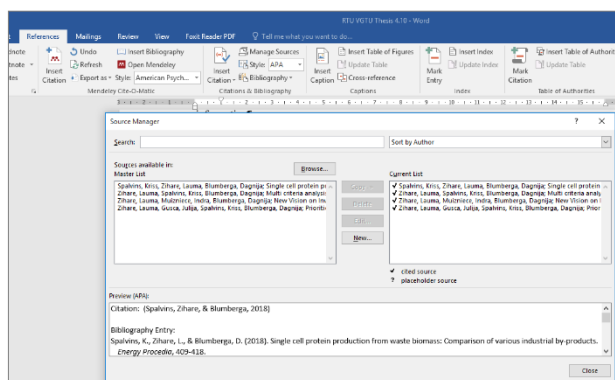 RTU VGTU Thesis 4.10 - Word
References Mailings Review View Foxit Reader PDF Tell me what you want to do...
Undo Insert Bibliography Manage Sources Insert Table of Figures Insert Index Insert Table of Authorit
Refresh Open Mendeley Style: APA Update Table Update Index Update Table
Insert Citation Export as Style: American Psych... Insert Citation Bibliography Insert Caption Cross-reference Mark Entry Mark Citation
Mendeley Cite-O-Matic Citations & Bibliography Captions Index Table of Authorities
Source Manager ? ×
Search: Sort by Author
Sources available in:
Master List Browse... Current List
Spalvins, Kriss, Zihare, Lauma, Blumberga, Dagnija; Single cell protein p
Zihare, Lauma, Spalvins, Kriss, Blumberga, Dagnija; Multi criteria analysi
Zihare, Lauma, Muizniece, Indra, Blumberga, Dagnija; New Vision on In
Zihare, Lauma, Gusca, Julija, Spalvins, Kriss, Blumberga, Dagnija; Prioriti
Delete
Edit...
New...
✓ Spalvins, Kriss, Zihare, Lauma, Blumberga, Dagnija; Single cell protein
✓ Zihare, Lauma, Spalvins, Kriss, Blumberga, Dagnija; Multi criteria analy
✓ Zihare, Lauma, Muizniece, Indra, Blumberga, Dagnija; New Vision on
✓ Zihare, Lauma, Gusca, Julija, Spalvins, Kriss, Blumberga, Dagnija; Prior
✓ cited source
? placeholder source
Preview (APA):
Citation: (Spalvins, Zihare, & Blumberga, 2018)
Bibliography Entry:
Spalvins, K., Zihare, L., & Blumberga, D. (2018). Single cell protein production from waste biomass: Comparison of various industrial by-products.
Energy Procedia, 409-418.
Close